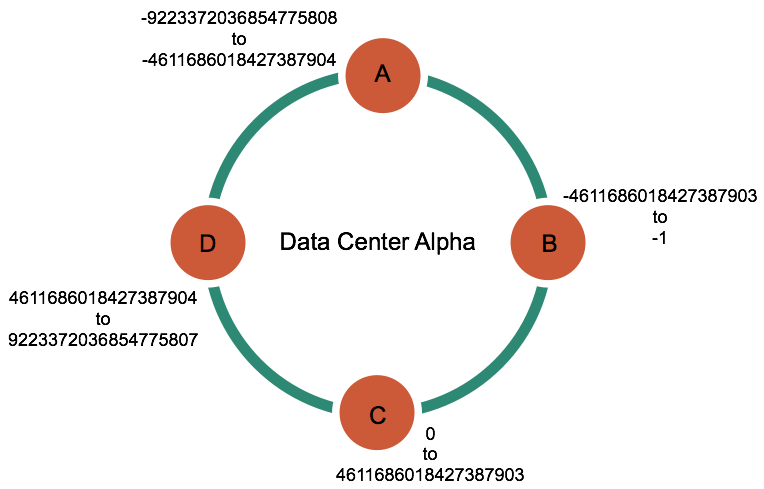 -9223372036854775808
to
-4611686018427387904
A
-4611686018427387903
to
-1
B
Data Center Alpha
D
4611686018427387904
to
9223372036854775807
C
0
to
4611686018427387903